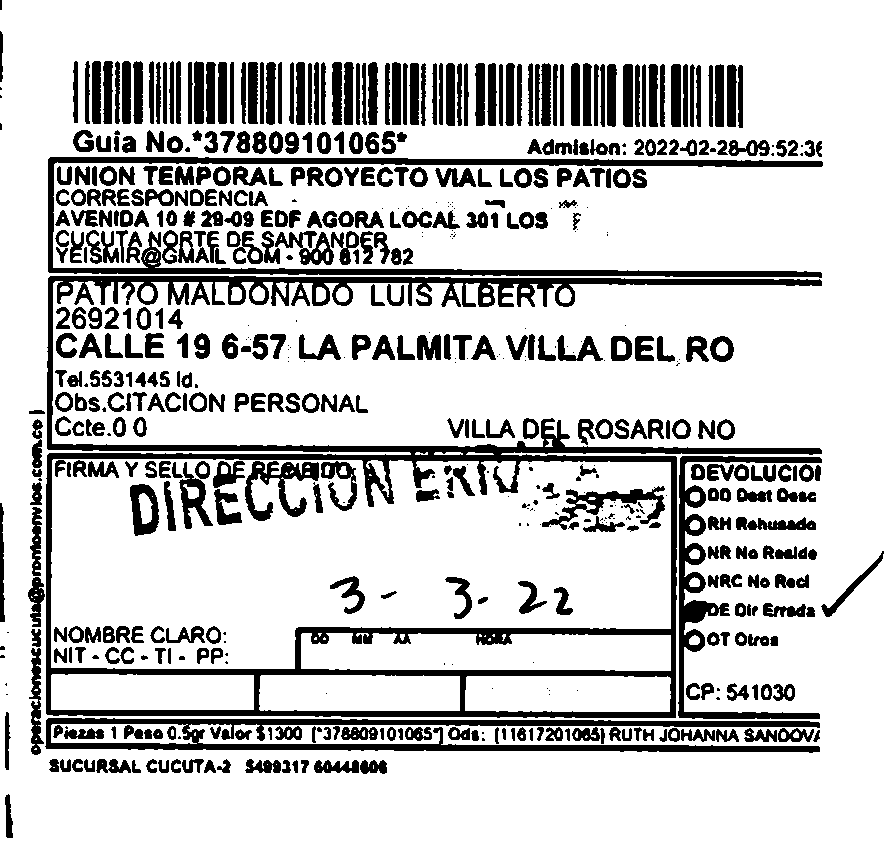 Guia No.*378809101065*
Admision: 2022-02-28-09:52:36
UNION TEMPORAL PROYECTO VIAL LOS PATIOS
CORRESPONDENCIA
AVENIDA 10 # 29-09 EDF AGORA LOCAL 301 LOS
CUCUTA NORTE DE SANTANDER
YEISMIR@GMAIL COM - 900 812 782
PATI?O MALDONADO LUIS ALBERTO
26921014
CALLE 19 6-57 LA PALMITA VILLA DEL RO
Tel.5531445 Id.
Obs.CITACION PERSONAL
Ccte.0 0 VILLA DEL ROSARIO NO
FIRMA Y SELLO DE RECIBIDO:
DIRECCION
3 - 3 - 22
NOMBRE CLARO:
NIT - CC - TI - PP:
DD MM AA HORA
DEVOLUCION
DD Dest Desc
RH Rehusado
NR No Reside
NRC No Recl
DE Dir Errada
OT Otros
CP: 541030
Piezas 1 Peso 0.5gr Valor $1300 [*378809101065*] Ods: [11617201065] RUTH JOHANNA SANDOVA
SUCURSAL CUCUTA-2 5499317 60448606
operacionescucuta@prontoenvios.com.co |